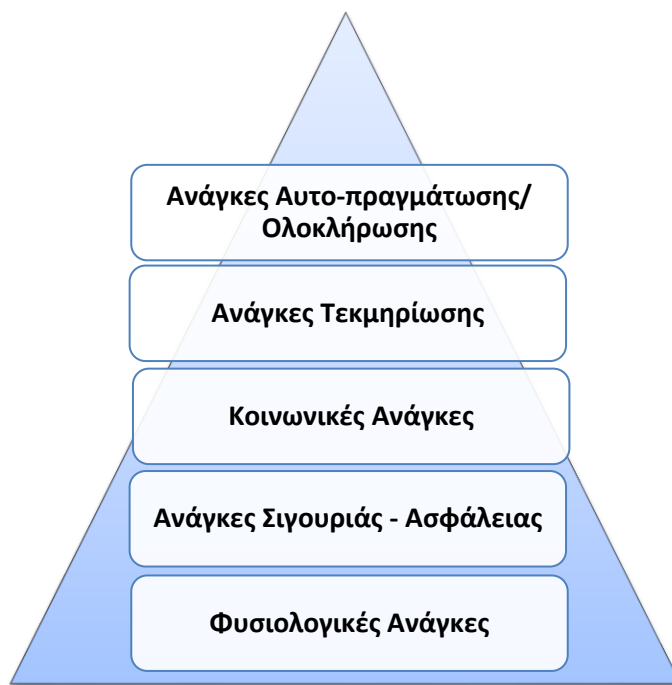 Ανάγκες Αυτο-πραγμάτωσης/
Ολοκλήρωσης
Ανάγκες Τεκμηρίωσης
Κοινωνικές Ανάγκες
Ανάγκες Σιγουριάς - Ασφάλειας
Φυσιολογικές Ανάγκες